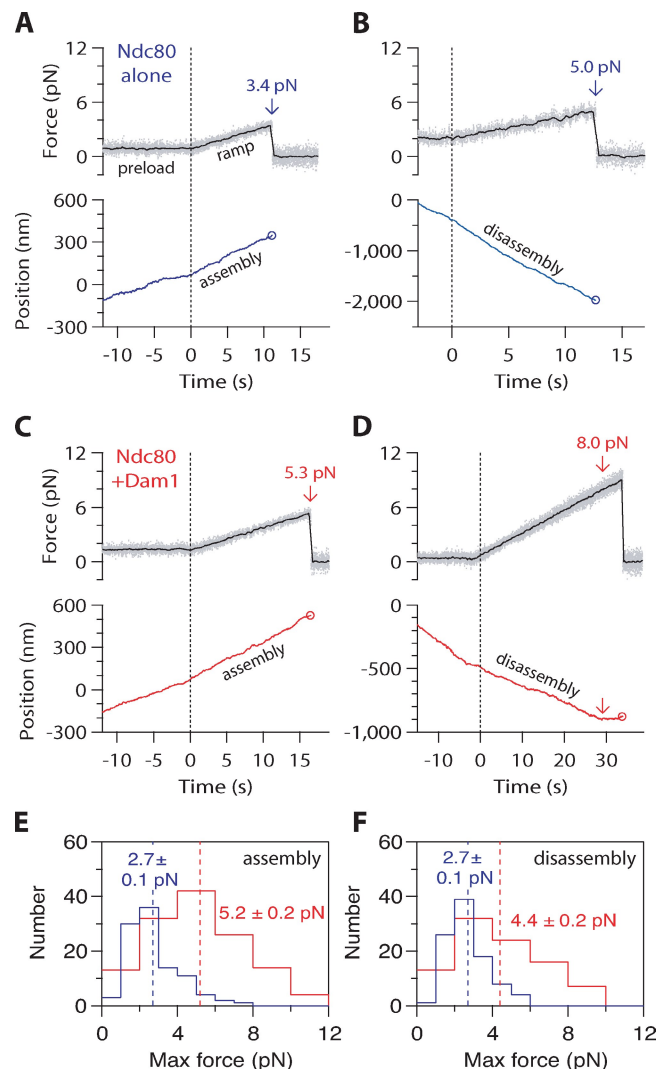 A
B
Ndc80
alone
3.4 pN
5.0 pN
Force (pN)
12
6
0
preload
ramp
12
6
0
Position (nm)
600
300
0
-300
assembly
0
-1,000
-2,000
disassembly
-10 -5 0 5 10 15
0 5 10 15
Time (s)
Time (s)
C
D
Ndc80
+Dam1
5.3 pN
8.0 pN
Force (pN)
12
6
0
12
6
0
Position (nm)
600
300
0
-300
assembly
0
-500
-1,000
disassembly
-10 -5 0 5 10 15
-10 0 10 20 30
Time (s)
Time (s)
E
F
Number
60
40
20
0
2.7±
0.1 pN
assembly
5.2 ± 0.2 pN
0 4 8 12
Max force (pN)
Number
60
40
20
0
2.7±
0.1 pN
disassembly
4.4 ± 0.2 pN
0 4 8 12
Max force (pN)